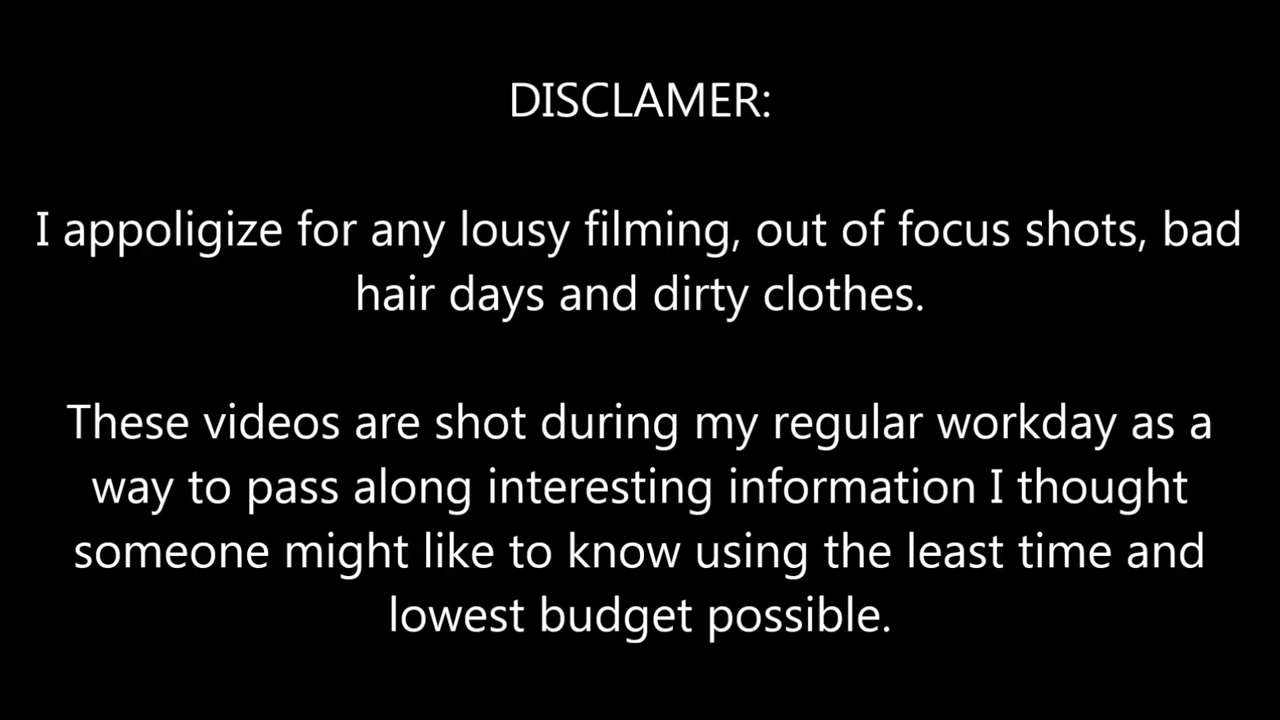 DISCLAMER:
I appoligize for any lousy filming, out of focus shots, bad
hair days and dirty clothes.
These videos are shot during my regular workday as a
way to pass along interesting information I thought
someone might like to know using the least time and
lowest budget possible.